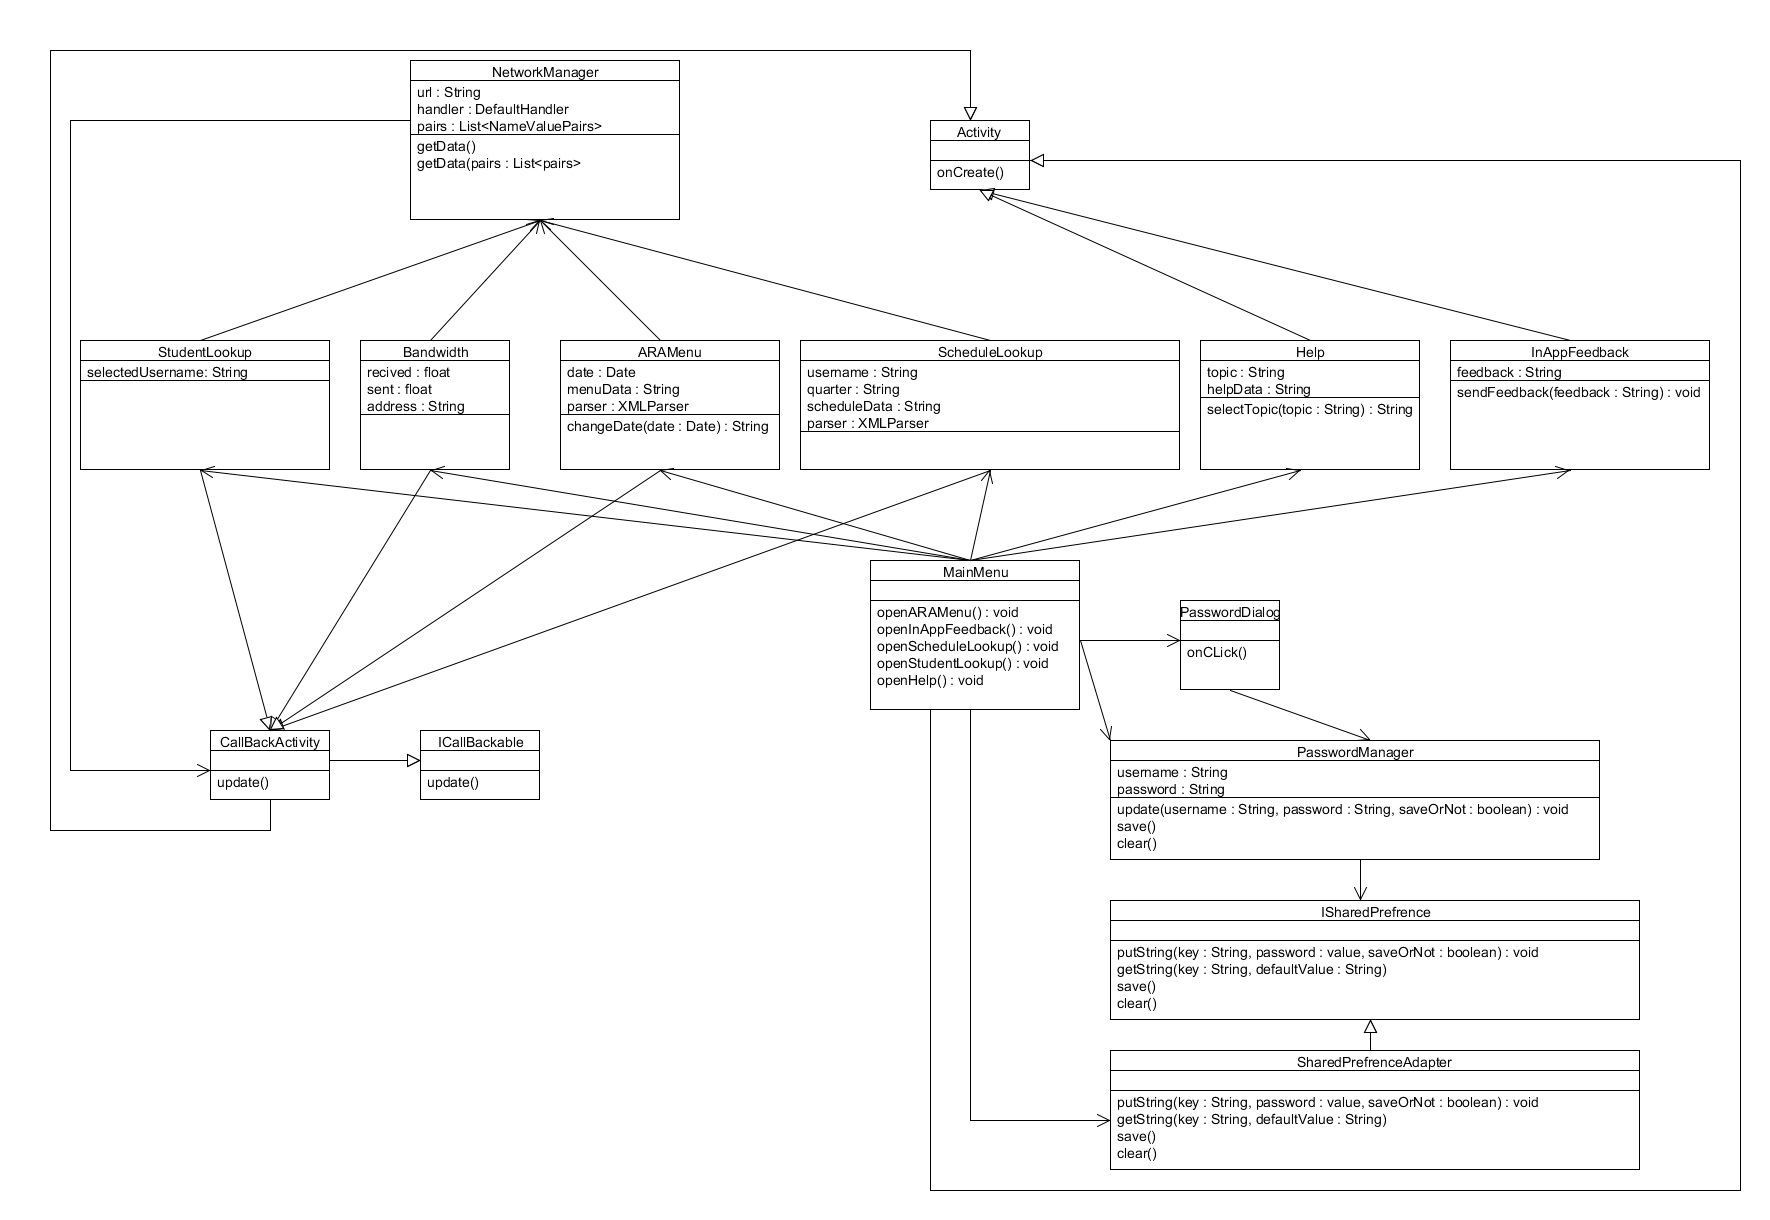 NetworkManager
url : String
handler : DefaultHandler
pairs : List<NameValuePairs>
getData()
getData(pairs : List<pairs>
Activity
onCreate()
StudentLookup
selectedUsername: String
Bandwidth
recived : float
sent : float
address : String
ARAMenu
date : Date
menuData : String
parser : XMLParser
changeDate(date : Date) : String
ScheduleLookup
username : String
quarter : String
scheduleData : String
parser : XMLParser
Help
topic : String
helpData : String
selectTopic(topic : String) : String
InAppFeedback
feedback : String
sendFeedback(feedback : String) : void
MainMenu
openARAMenu() : void
openInAppFeedback() : void
openScheduleLookup() : void
openStudentLookup() : void
openHelp() : void
PasswordDialog
onCLick()
CallBackActivity
update()
ICallBackable
update()
PasswordManager
username : String
password : String
update(username : String, password : String, saveOrNot : boolean) : void
save()
clear()
ISharedPrefrence
putString(key : String, password : value, saveOrNot : boolean) : void
getString(key : String, defaultValue : String)
save()
clear()
SharedPrefrenceAdapter
putString(key : String, password : value, saveOrNot : boolean) : void
getString(key : String, defaultValue : String)
save()
clear()